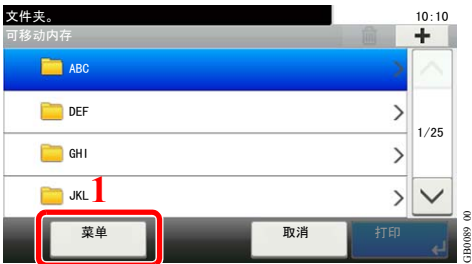 文件夹。 10:10
可移动内存
ABC
DEF
1/25
GHI
JKL 1
菜单 取消 打印
GB0089_00